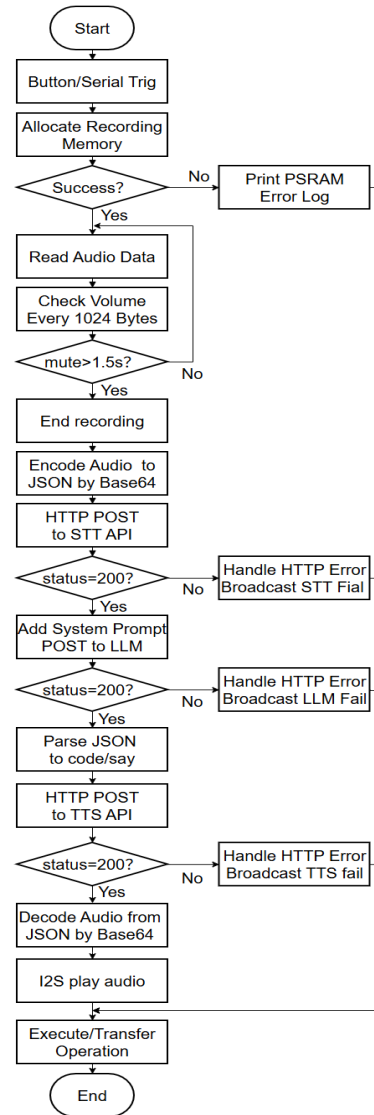 Start
Button/Serial Trig
Allocate Recording
Memory
Success?
No
Print PSRAM
Error Log
Yes
Read Audio Data
Check Volume
Every 1024 Bytes
mute>1.5s?
No
Yes
End recording
Encode Audio to
JSON by Base64
HTTP POST
to STT API
status=200?
No
Handle HTTP Error
Broadcast STT Fial
Yes
Add System Prompt
POST to LLM
status=200?
No
Handle HTTP Error
Broadcast LLM Fail
Yes
Parse JSON
to code/say
HTTP POST
to TTS API
status=200?
No
Handle HTTP Error
Broadcast TTS fail
Yes
Decode Audio from
JSON by Base64
I2S play audio
Execute/Transfer
Operation
End